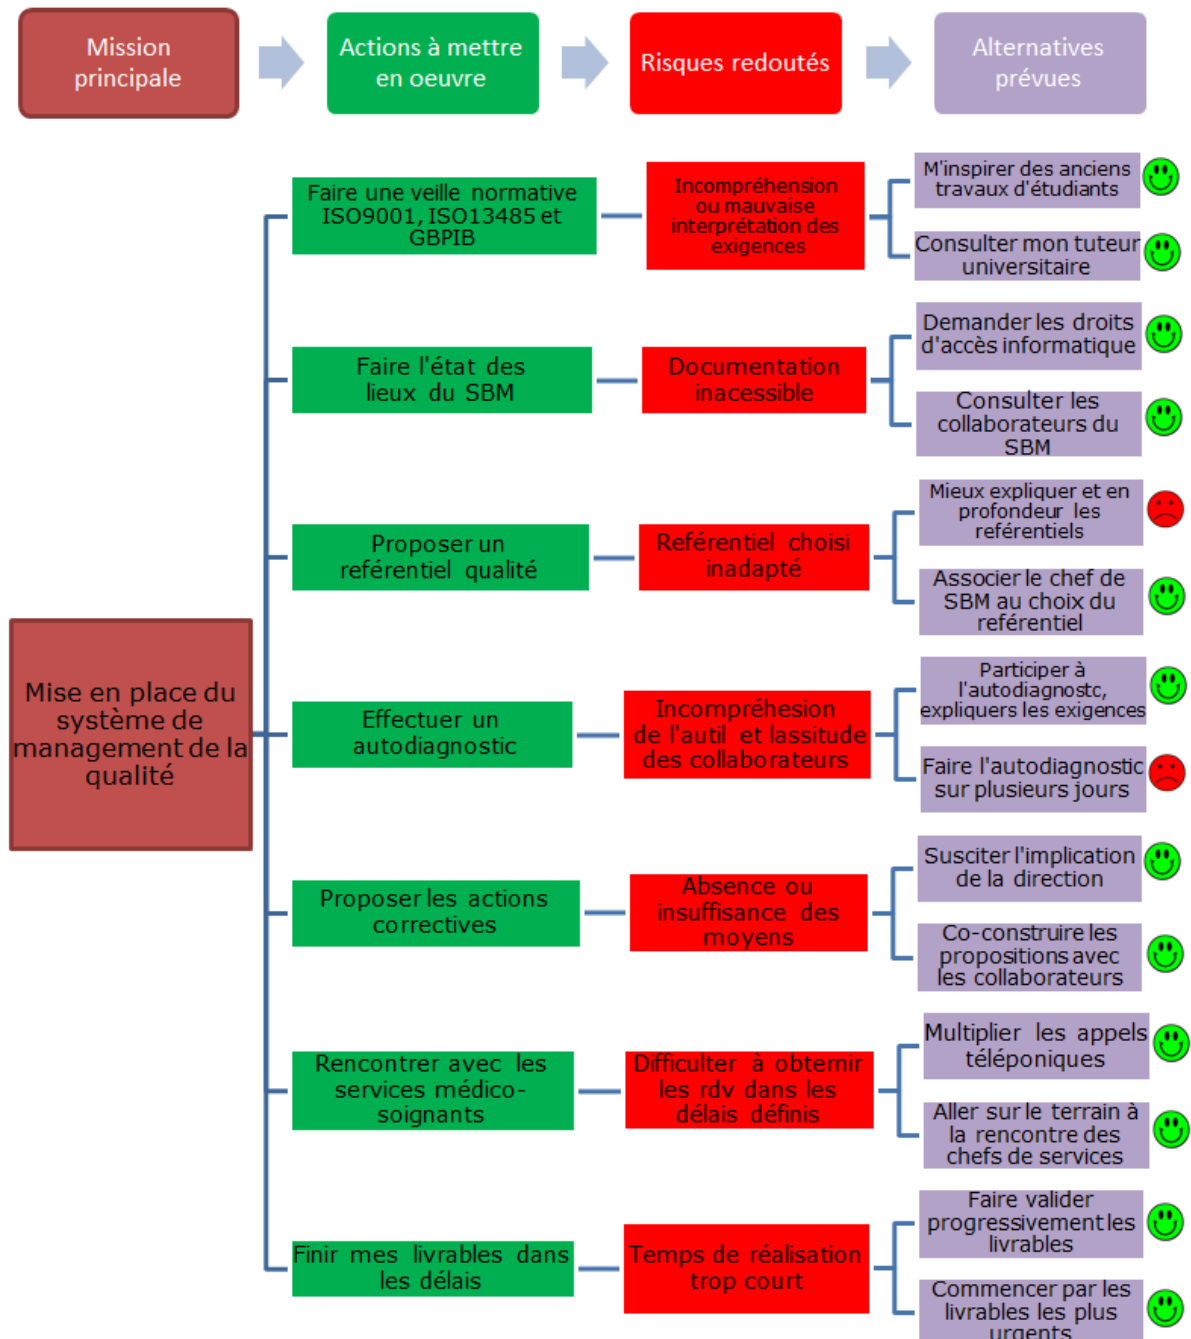 Mission
principale
Actions à mettre
en oeuvre
Risques redoutés
Alternatives
prévues
Mise en place du
système de
management de la
qualité
Faire une veille normative
ISO9001, ISO13485 et
GBPIB
Incompréhension
ou mauvaise
interprétation des
exigences
M'inspirer des anciens
travaux d'étudiants
Consulter mon tuteur
universitaire
Faire l'état des
lieux du SBM
Documentation
inacessible
Demander les droits
d'accès informatique
Consulter les
collaborateurs du
SBM
Proposer un
reférentiel qualité
Reférentiel choisi
inadapté
Mieux expliquer et en
profondeur les
reférentiels
Associer le chef de
SBM au choix du
reférentiel
Effectuer un
autodiagnostic
Incompréhesion
de l'autil et lassitude
des collaborateurs
Participer à
l'autodiagnostc,
expliquers les exigences
Faire l'autodiagnostic
sur plusieurs jours
Proposer les actions
correctives
Absence ou
insuffisance des
moyens
Susciter l'implication
de la direction
Co-construire les
propositions avec
les collaborateurs
Rencontrer avec les
services médico-
soignants
Difficulter à obternir
les rdv dans les
délais définis
Multiplier les appels
téléponiques
Aller sur le terrain à
la rencontre des
chefs de services
Finir mes livrables dans
les délais
Temps de réalisation
trop court
Faire valider
progressivement les
livrables
Commencer par les
livrables les plus
urgents